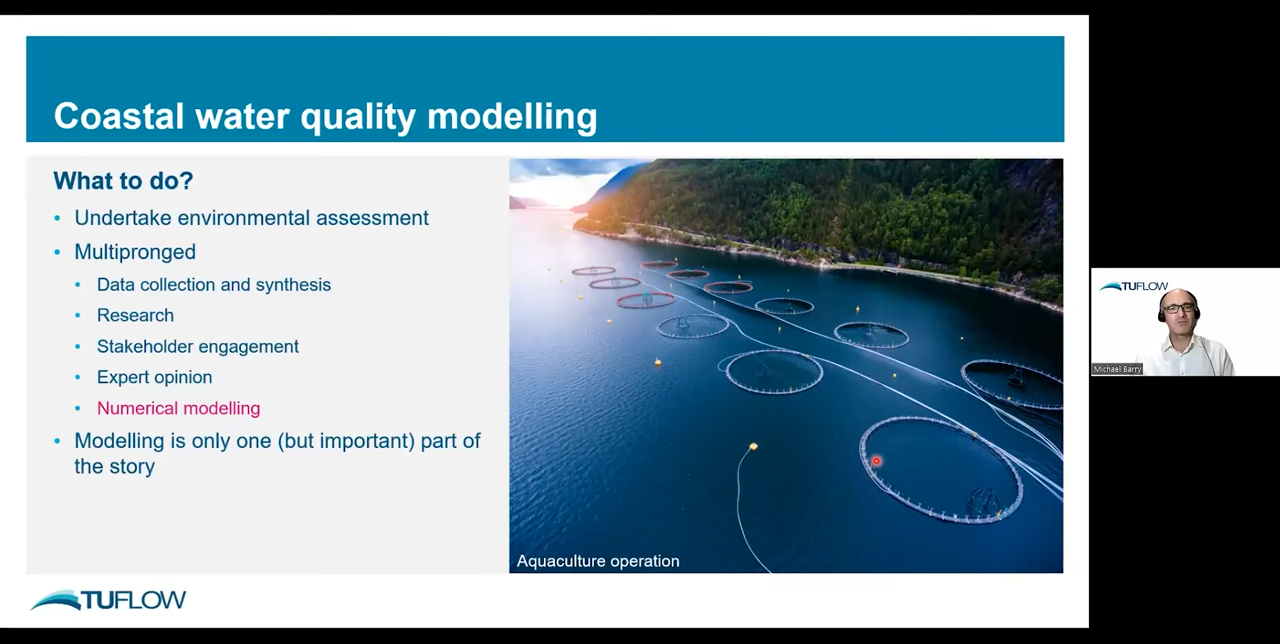 Coastal water quality modelling
What to do?
• Undertake environmental assessment
• Multipronged
• Data collection and synthesis
• Research
• Stakeholder engagement
• Expert opinion
• Numerical modelling
• Modelling is only one (but important) part of
the story
Aquaculture operation
TUFLOW
TUFLOW
Michael Barry